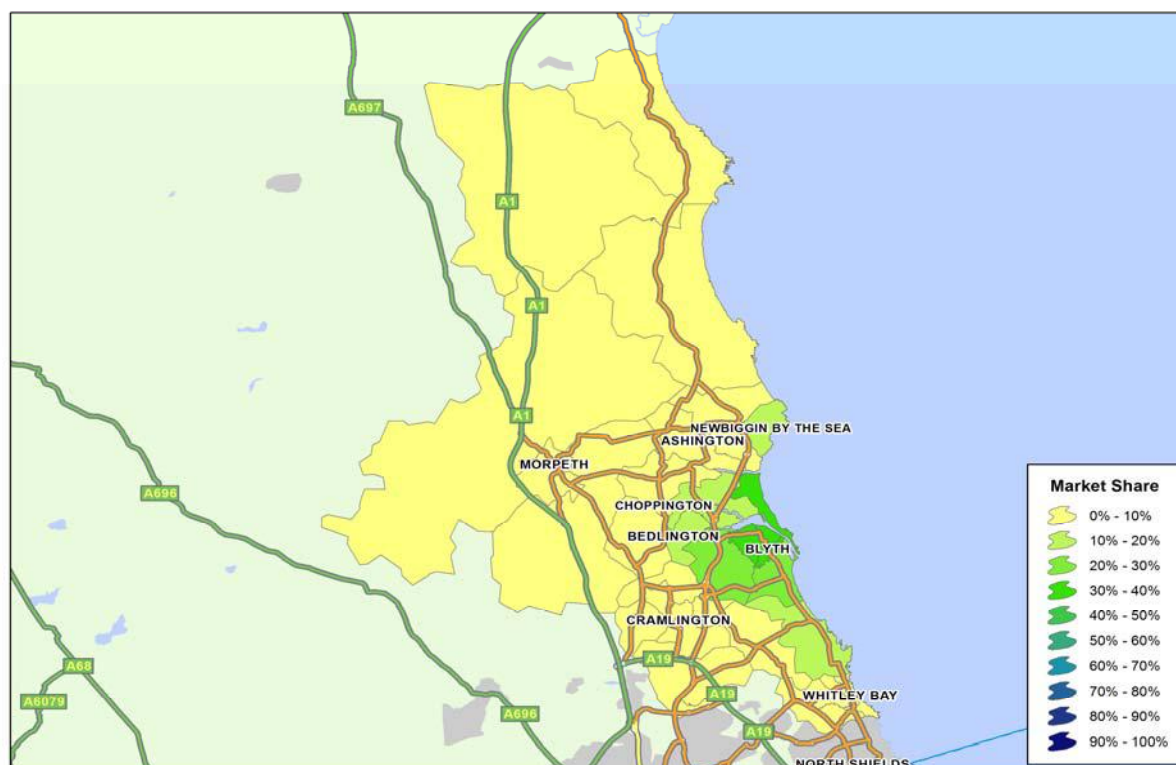 A697
A1
A1
A1
NEWBIGGIN BY THE SEA
ASHINGTON
MORPETH
A696
CHOPPINGTON
BEDLINGTON
BLYTH
CRAMLINGTON
A19
A68
A19
WHITLEY BAY
A6079
A696
A19
NORTH SHIELDS
Market Share
0% - 10%
10% - 20%
20% - 30%
30% - 40%
40% - 50%
50% - 60%
60% - 70%
70% - 80%
80% - 90%
90% - 100%